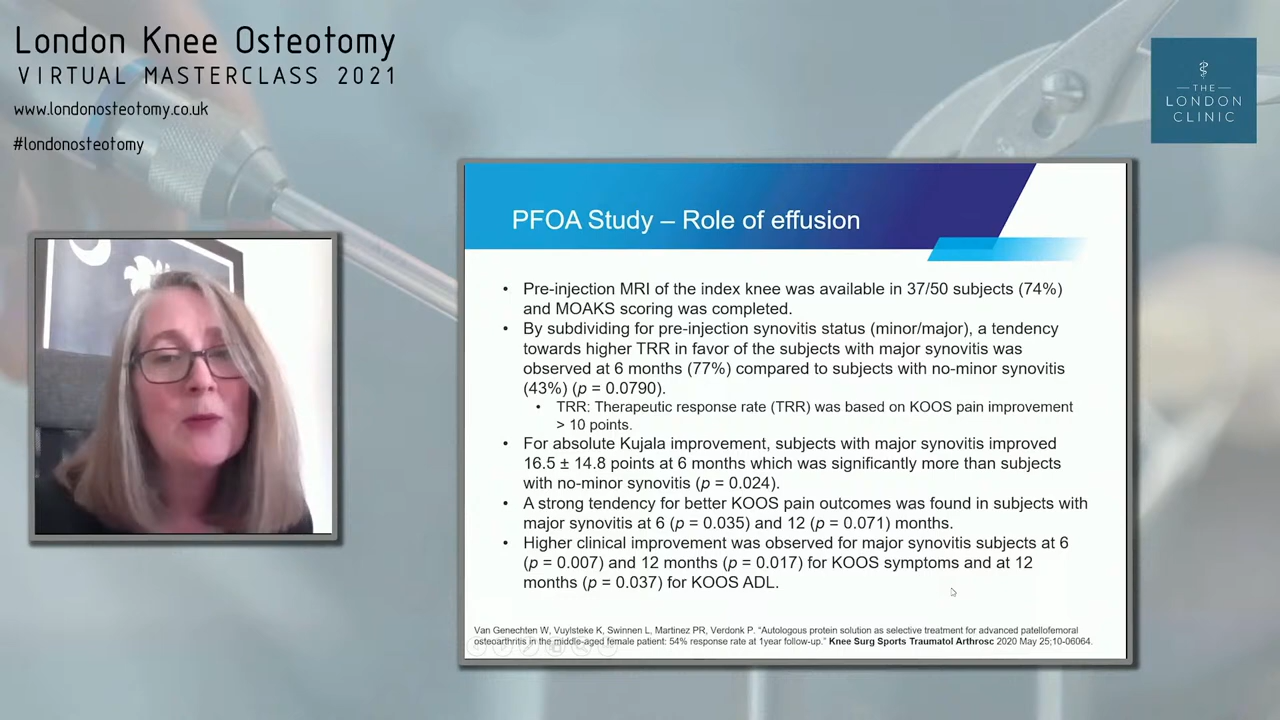 London Knee Osteotomy
VIRTUAL MASTERCLASS 2021
www.londonosteotomy.co.uk
#londonosteotomy
THE
LONDON
CLINIC
PFOA Study – Role of effusion
• Pre-injection MRI of the index knee was available in 37/50 subjects (74%)
and MOAKS scoring was completed.
• By subdividing for pre-injection synovitis status (minor/major), a tendency
towards higher TRR in favor of the subjects with major synovitis was
observed at 6 months (77%) compared to subjects with no-minor synovitis
(43%) (p = 0.0790).
• TRR: Therapeutic response rate (TRR) was based on KOOS pain improvement
> 10 points.
• For absolute Kujala improvement, subjects with major synovitis improved
16.5 ± 14.8 points at 6 months which was significantly more than subjects
with no-minor synovitis (p = 0.024).
• A strong tendency for better KOOS pain outcomes was found in subjects with
major synovitis at 6 (p = 0.035) and 12 (p = 0.071) months.
• Higher clinical improvement was observed for major synovitis subjects at 6
(p = 0.007) and 12 months (p = 0.017) for KOOS symptoms and at 12
months (p = 0.037) for KOOS ADL.
Van Genechten W, Vuylsteke K, Swinnen L, Martinez PR, Verdonk P. "Autologous protein solution as selective treatment for advanced patellofemoral
osteoarthritis in the middle-aged female patient: 54% response rate at 1year follow-up." Knee Surg Sports Traumatol Arthrosc 2020 May 25;10-06064.